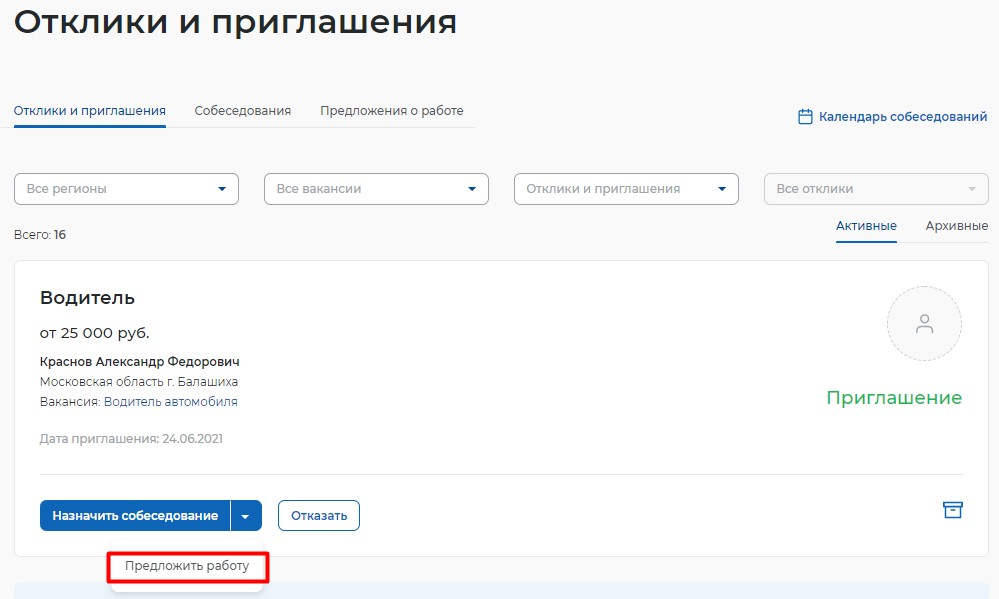 Отклики и приглашения
Отклики и приглашения Собеседования Предложения о работе
Календарь собеседований
Все регионы Все вакансии Отклики и приглашения Все отклики
Активные Архивные
Всего: 16
Водитель
от 25 000 руб.
Краснов Александр Федорович
Московская область г. Балашиха
Вакансия: Водитель автомобиля
Приглашение
Дата приглашения: 24.06.2021
Назначить собеседование Отказать
Предложить работу